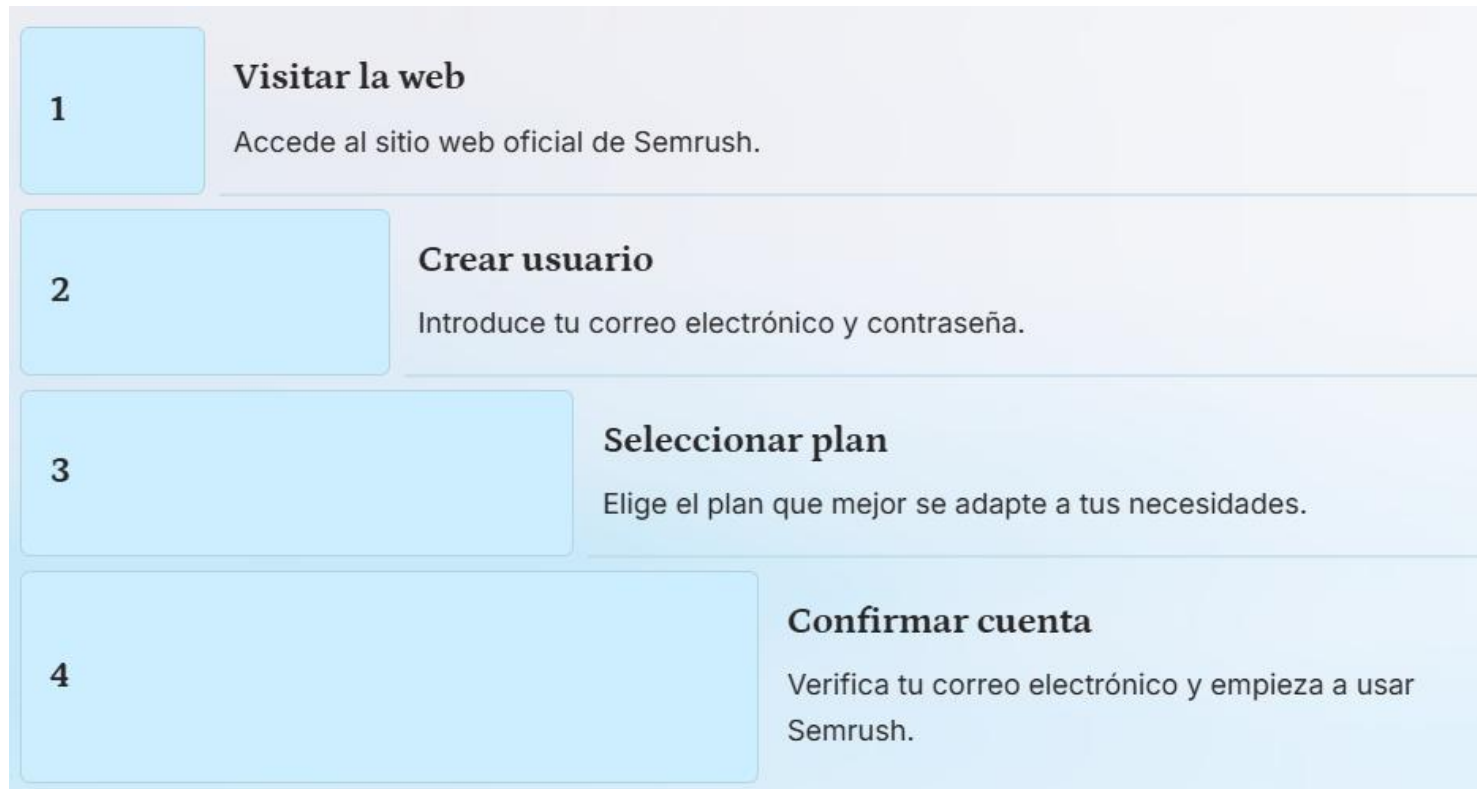 1
Visitar la web
Accede al sitio web oficial de Semrush.
2
Crear usuario
Introduce tu correo electrónico y contraseña.
3
Seleccionar plan
Elige el plan que mejor se adapte a tus necesidades.
4
Confirmar cuenta
Verifica tu correo electrónico y empieza a usar
Semrush.